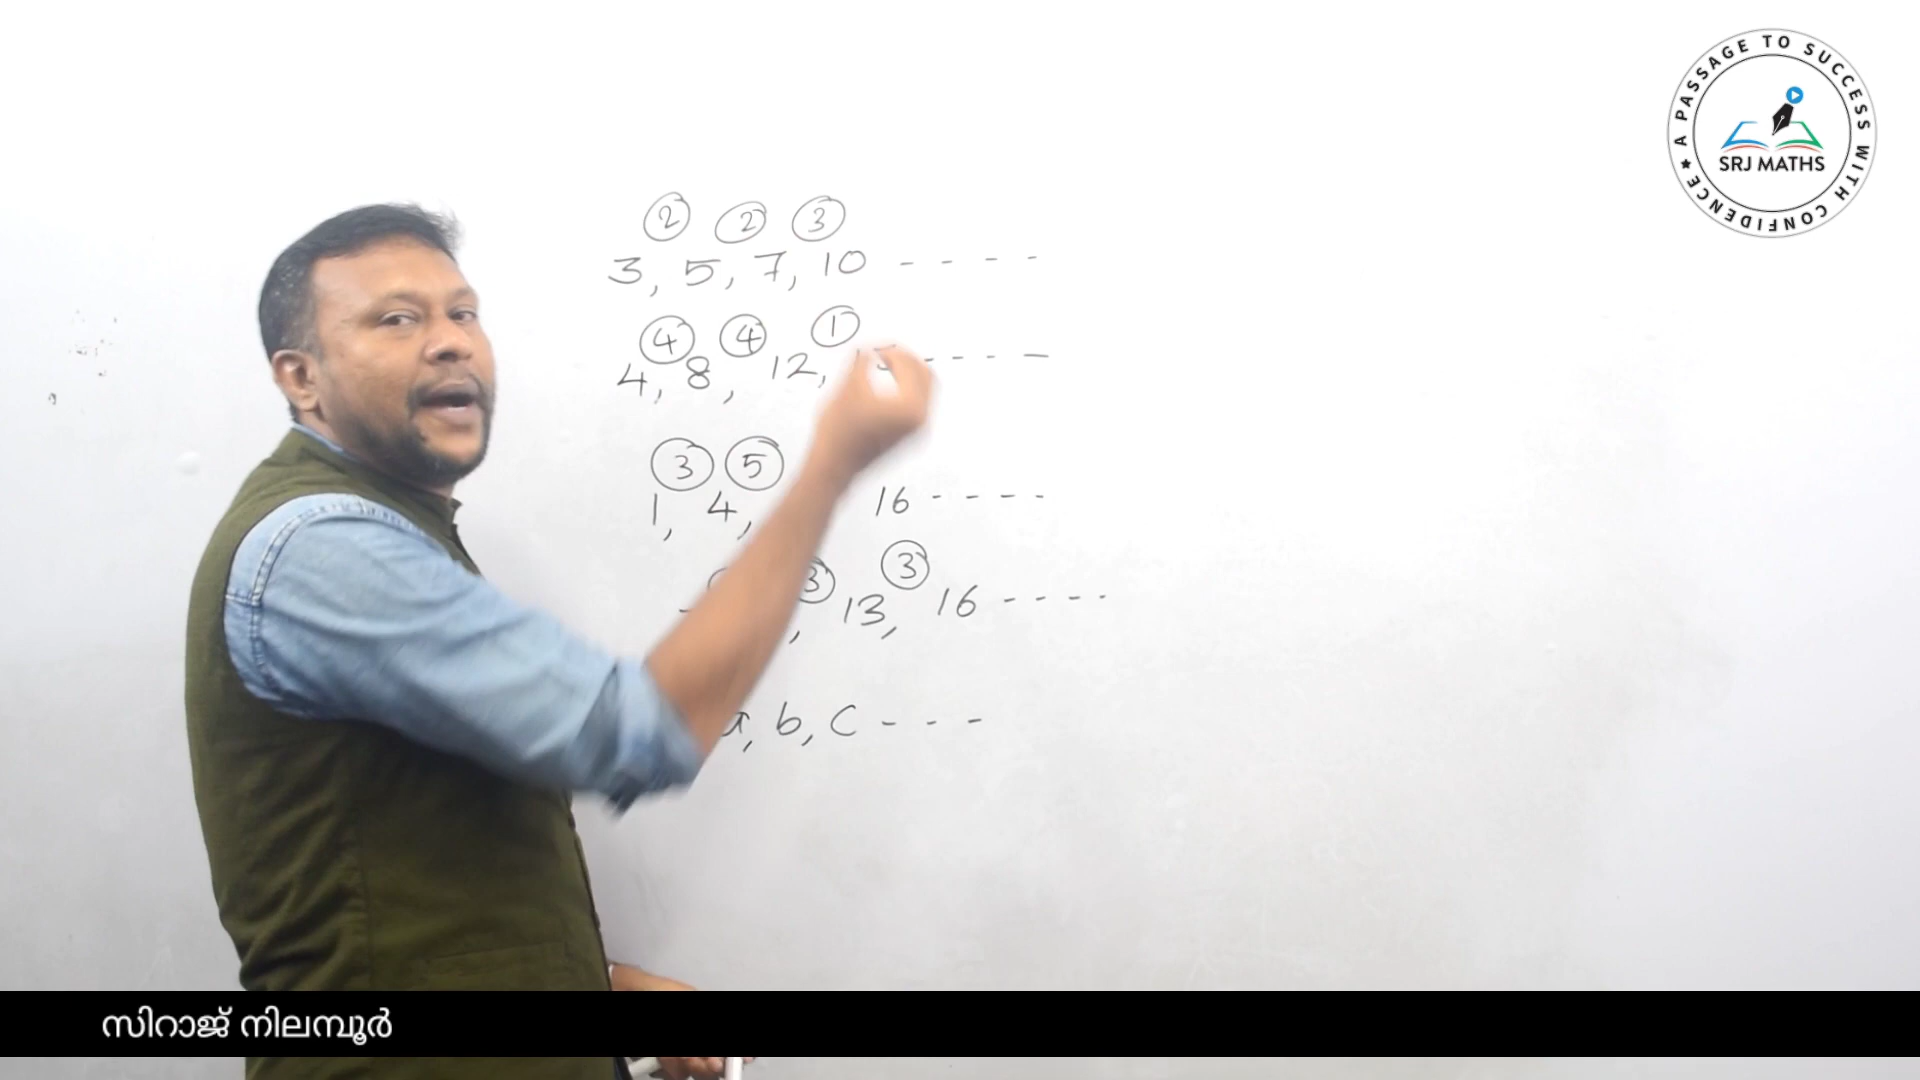 A PASSAGE TO SUCCESS WITH CONFIDENCE
SRJ MATHS
2 2 3
3, 5, 7, 10 - - - -
4 4 1
4, 8, 12, - - - -
3 5
1, 4, 16 - - - -
3 3
, 13, 16 - - - -
a, b, c - - -
സിറാജ് നിലമ്പൂർ